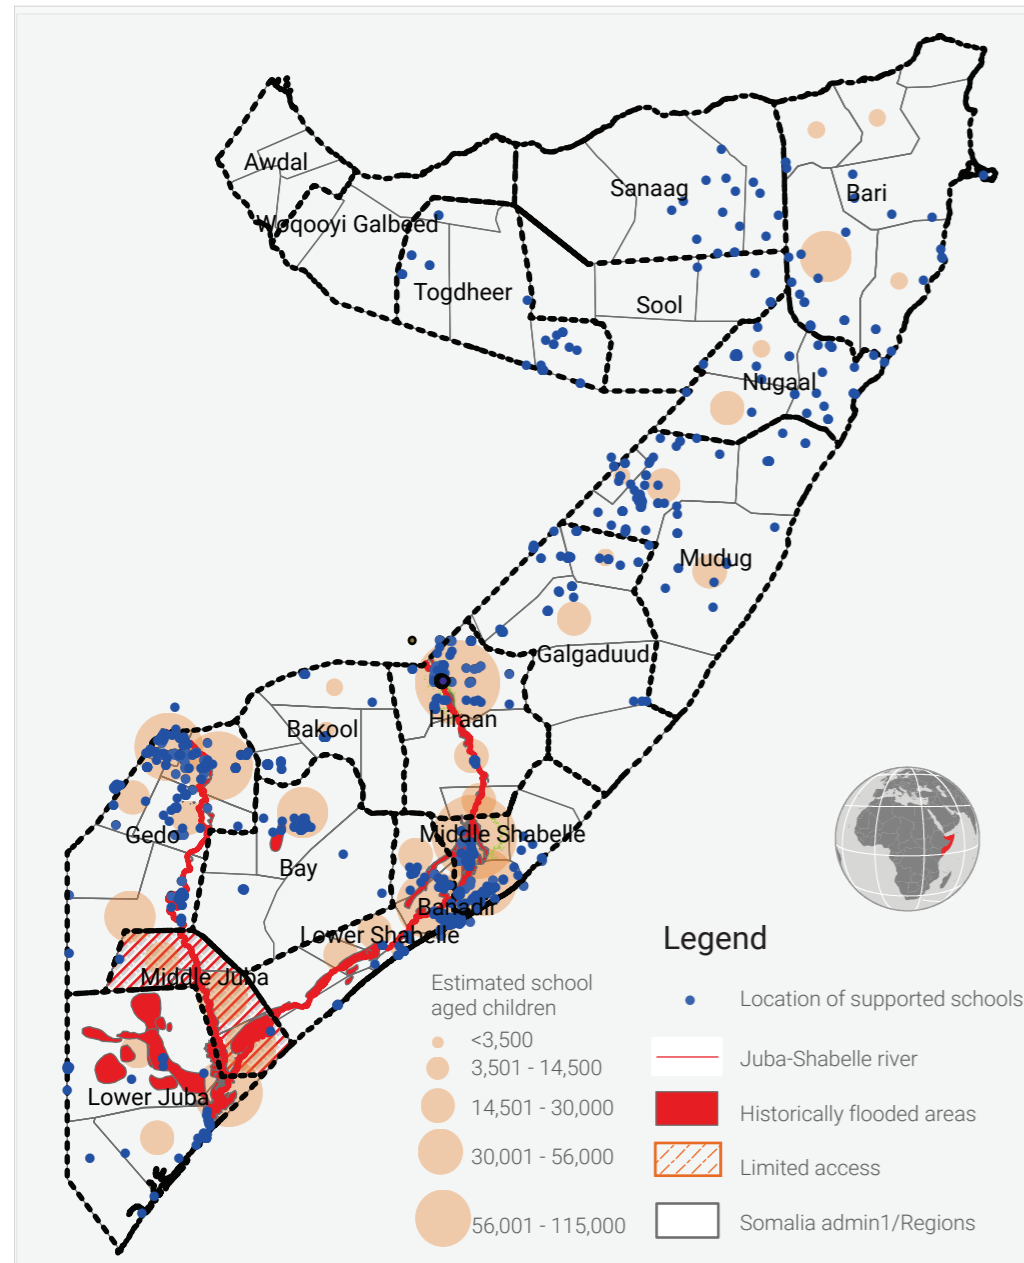 Awdal
Woqooyi Galbeed
Togdheer
Sanaag
Sool
Bari
Nugaal
Mudug
Galgaduud
Hiraan
Bakool
Gedo
Bay
Middle Shabelle
Banadir
Lower Shabelle
Middle Juba
Lower Juba
Legend
Estimated school
aged children
<3,500
3,501 - 14,500
14,501 - 30,000
30,001 - 56,000
56,001 - 115,000
Location of supported schools
Juba-Shabelle river
Historically flooded areas
Limited access
Somalia admin1/Regions